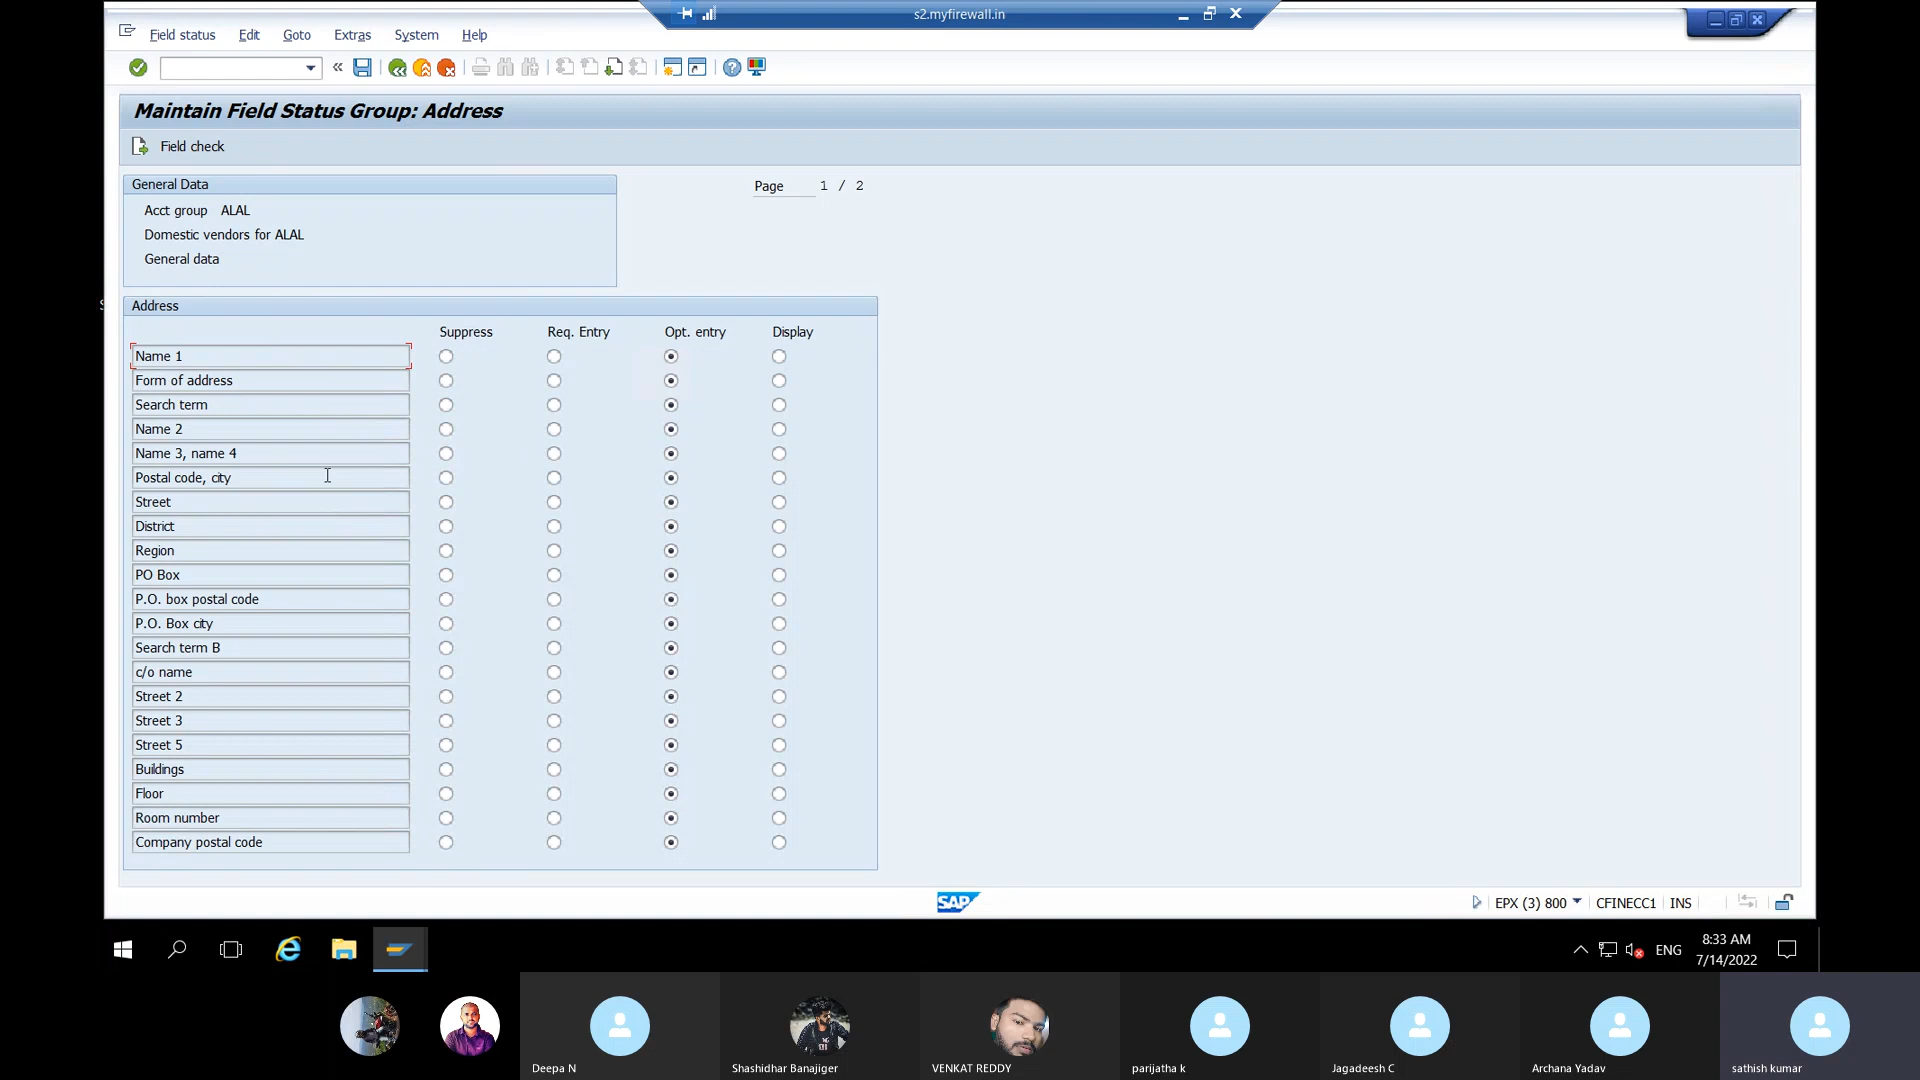 s2.myfirewall.in
Field status Edit Goto Extras System Help
Maintain Field Status Group: Address
Field check
General Data
Page 1 / 2
Acct group ALAL
Domestic vendors for ALAL
General data
Address
Suppress Req. Entry Opt. entry Display
Name 1
Form of address
Search term
Name 2
Name 3, name 4
Postal code, city
Street
District
Region
PO Box
P.O. box postal code
P.O. Box city
Search term B
c/o name
Street 2
Street 3
Street 5
Buildings
Floor
Room number
Company postal code
SAP
EPX (3) 800 CFINECC1 INS
ENG
8:33 AM
7/14/2022
Deepa N
Shashidhar Banajiger
VENKAT REDDY
parijatha k
Jagadeesh C
Archana Yadav
sathish kumar